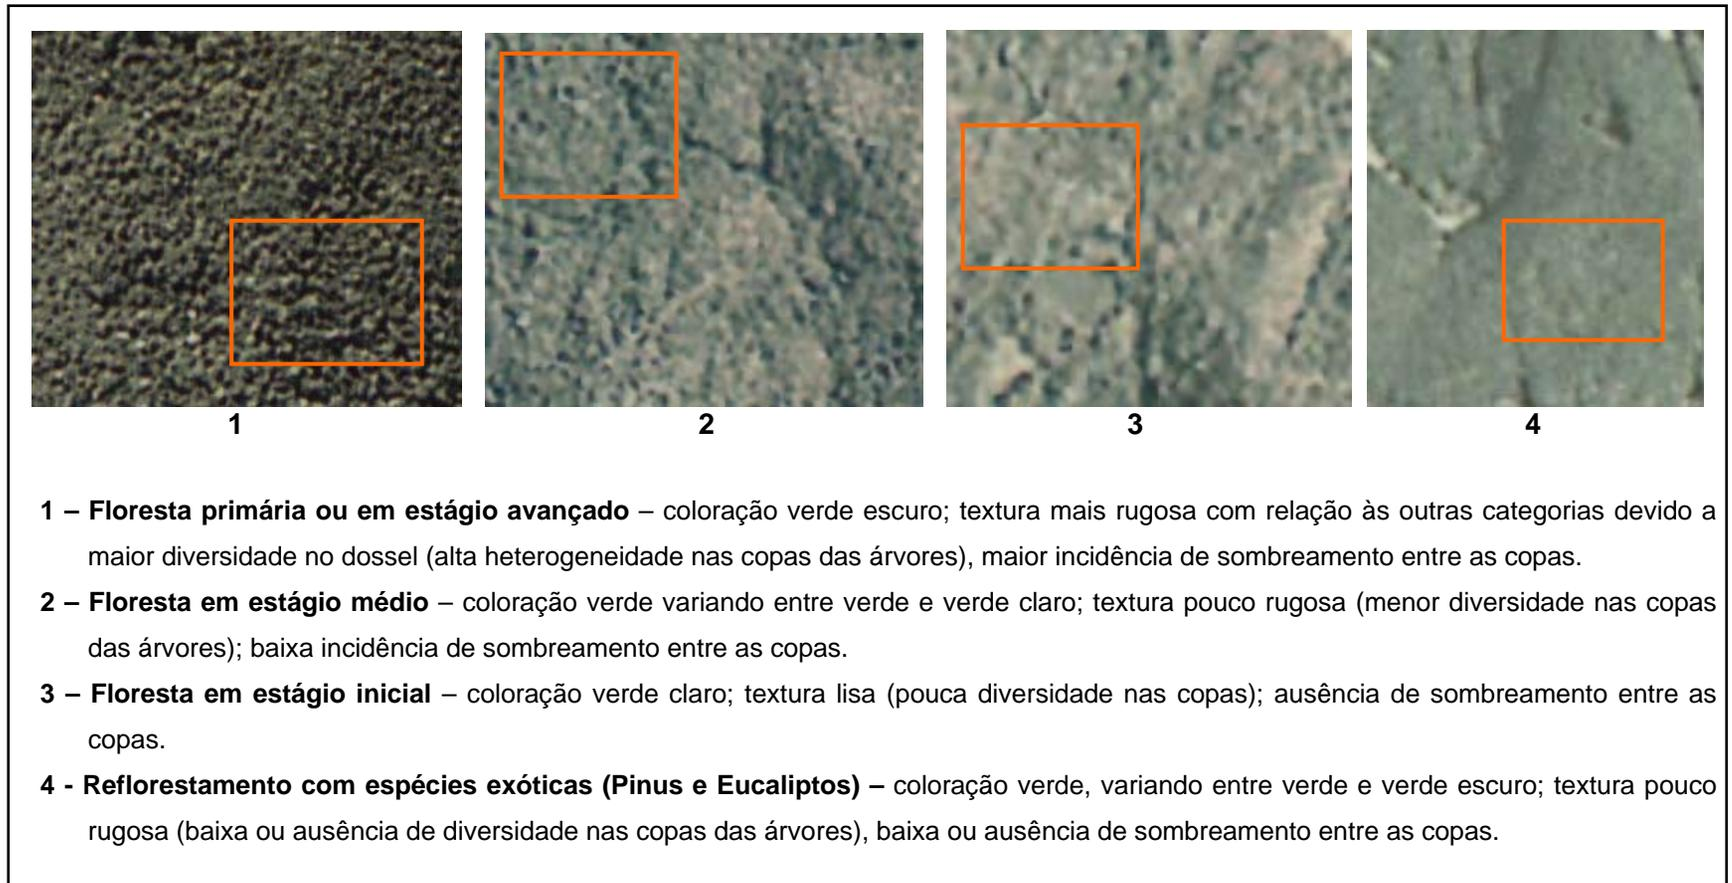 1 2 3 4
1 – Floresta primária ou em estágio avançado – coloração verde escuro; textura mais rugosa com relação às outras categorias devido a
maior diversidade no dossel (alta heterogeneidade nas copas das árvores), maior incidência de sombreamento entre as copas.
2 – Floresta em estágio médio – coloração verde variando entre verde e verde claro; textura pouco rugosa (menor diversidade nas copas
das árvores); baixa incidência de sombreamento entre as copas.
3 – Floresta em estágio inicial – coloração verde claro; textura lisa (pouca diversidade nas copas); ausência de sombreamento entre as
copas.
4 - Reflorestamento com espécies exóticas (Pinus e Eucaliptos) – coloração verde, variando entre verde e verde escuro; textura pouco
rugosa (baixa ou ausência de diversidade nas copas das árvores), baixa ou ausência de sombreamento entre as copas.